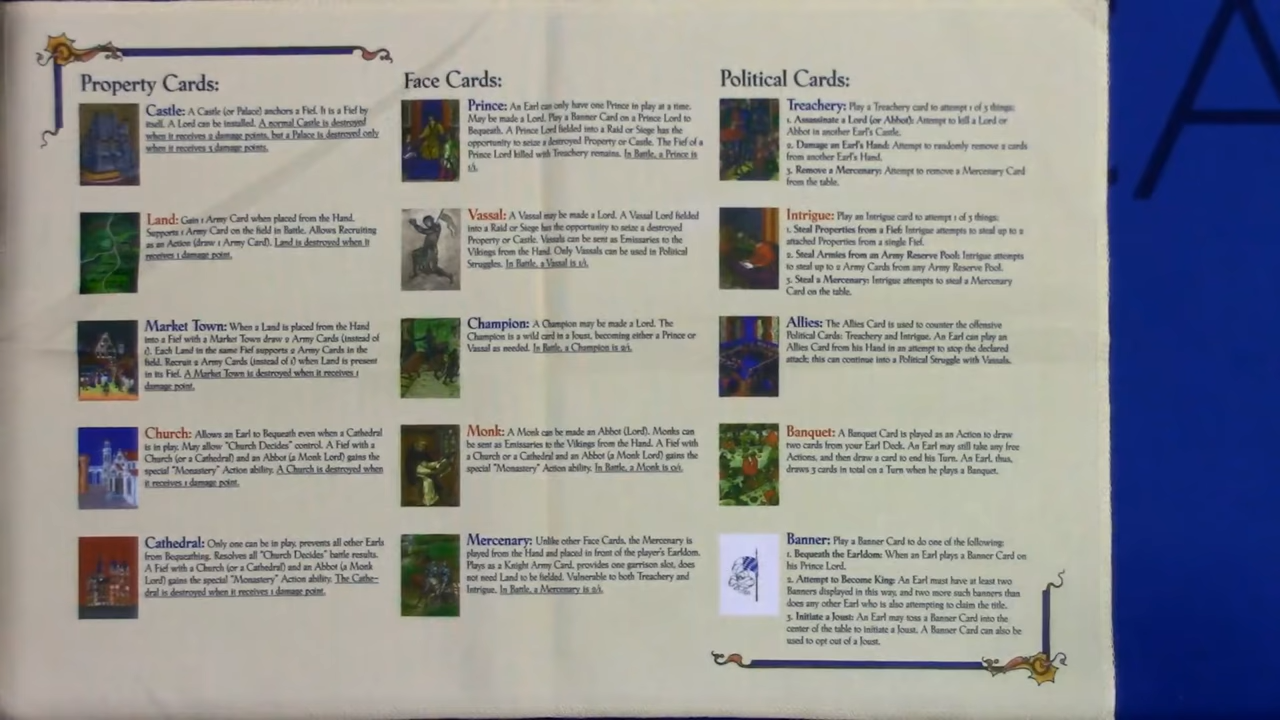 Property Cards:
Castle: A Castle (or Palace) anchors a Fief. It is a Fief by
itself. A Lord can be installed. A normal Castle is destroyed
when it receives 2 damage points, but a Palace is destroyed only
when it receives 3 damage points.
Land: Gain 1 Army Card when placed from the Hand.
Supports 1 Army Card on the field in Battle. Allows Recruiting
as an Action (draw 1 Army Card). Land is destroyed when it
receives 1 damage point.
Market Town: When a Land is placed from the Hand
into a Fief with a Market Town draw 2 Army Cards (instead of
1). Each Land in the same Fief supports 2 Army Cards in the
field. Recruit 2 Army Cards (instead of 1) when Land is present
in its Fief. A Market Town is destroyed when it receives 1
damage point.
Church: Allows an Earl to Bequeath even when a Cathedral
is in play. May allow "Church Decides" control. A Fief with a
Church (or a Cathedral) and an Abbot (a Monk Lord) gains the
special "Monastery" Action ability. A Church is destroyed when
it receives 1 damage point.
Cathedral: Only one can be in play, prevents all other Earls
from Bequeathing. Resolves all "Church Decides" battle results.
A Fief with a Church (or a Cathedral) and an Abbot (a Monk
Lord) gains the special "Monastery" Action ability. The Cathe-
dral is destroyed when it receives 1 damage point.
Face Cards:
Prince: An Earl can only have one Prince in play at a time.
May be made a Lord. Play a Banner Card on a Prince Lord to
Bequeath. A Prince Lord fielded into a Raid or Siege has the
opportunity to seize a destroyed Property or Castle. The Fief of a
Prince Lord killed with Treachery remains. In Battle, a Prince is
Vassal: A Vassal may be made a Lord. A Vassal Lord fielded
into a Raid or Siege has the opportunity to seize a destroyed
Property or Castle. Vassals can be sent as Emissaries to the
Vikings from the Hand. Only Vassals can be used in Political
Struggles. In Battle, a Vassal is 1/1.
Champion: A Champion may be made a Lord. The
Champion is a wild card in a Joust, becoming either a Prince or
Vassal as needed. In Battle, a Champion is 2/1.
Monk: A Monk can be made an Abbot (Lord). Monks can
be sent as Emissaries to the Vikings from the Hand. A Fief with
a Church or a Cathedral and an Abbot (a Monk Lord) gains the
special "Monastery" Action ability. In Battle, a Monk is 0/1.
Mercenary: Unlike other Face Cards, the Mercenary is
played from the Hand and placed in front of the player's Earldom.
Plays as a Knight Army Card, provides one garrison slot, does
not need Land to be fielded. Vulnerable to both Treachery and
Intrigue. In Battle, a Mercenary is 2/1.
Political Cards:
Treachery: Play a Treachery card to attempt 1 of 3 things:
1. Assassinate a Lord (or Abbot): Attempt to kill a Lord or
Abbot in another Earl's Castle.
2. Damage an Earl's Hand: Attempt to randomly remove 2 cards
from another Earl's Hand.
3. Remove a Mercenary: Attempt to remove a Mercenary Card
from the table.
Intrigue: Play an Intrigue card to attempt 1 of 3 things:
1. Steal Properties from a Fief: Intrigue attempts to steal up to 2
attached Properties from a single Fief.
2. Steal Armies from an Army Reserve Pool: Intrigue attempts
to steal up to 2 Army Cards from any Army Reserve Pool.
3. Steal a Mercenary: Intrigue attempts to steal a Mercenary
Card on the table.
Allies: The Allies Card is used to counter the offensive
Political Cards: Treachery and Intrigue. An Earl can play an
Allies Card from his Hand in an attempt to stop the declared
attack; this can continue into a Political Struggle with Vassals.
Banquet: A Banquet Card is played as an Action to draw
two cards from your Earl Deck. An Earl may still take any free
Actions, and then draw a card to end his Turn. An Earl, thus,
draws 3 cards in total on a Turn when he plays a Banquet.
Banner: Play a Banner Card to do one of the following:
1. Bequeath the Earldom: When an Earl plays a Banner Card on
his Prince Lord.
2. Attempt to Become King: An Earl must have at least two
Banners displayed in this way, and two more such banners than
does any other Earl who is also attempting to claim the title.
3. Initiate a Joust: An Earl may toss a Banner Card into the
center of the table to initiate a Joust. A Banner Card can also be
used to opt out of a Joust.